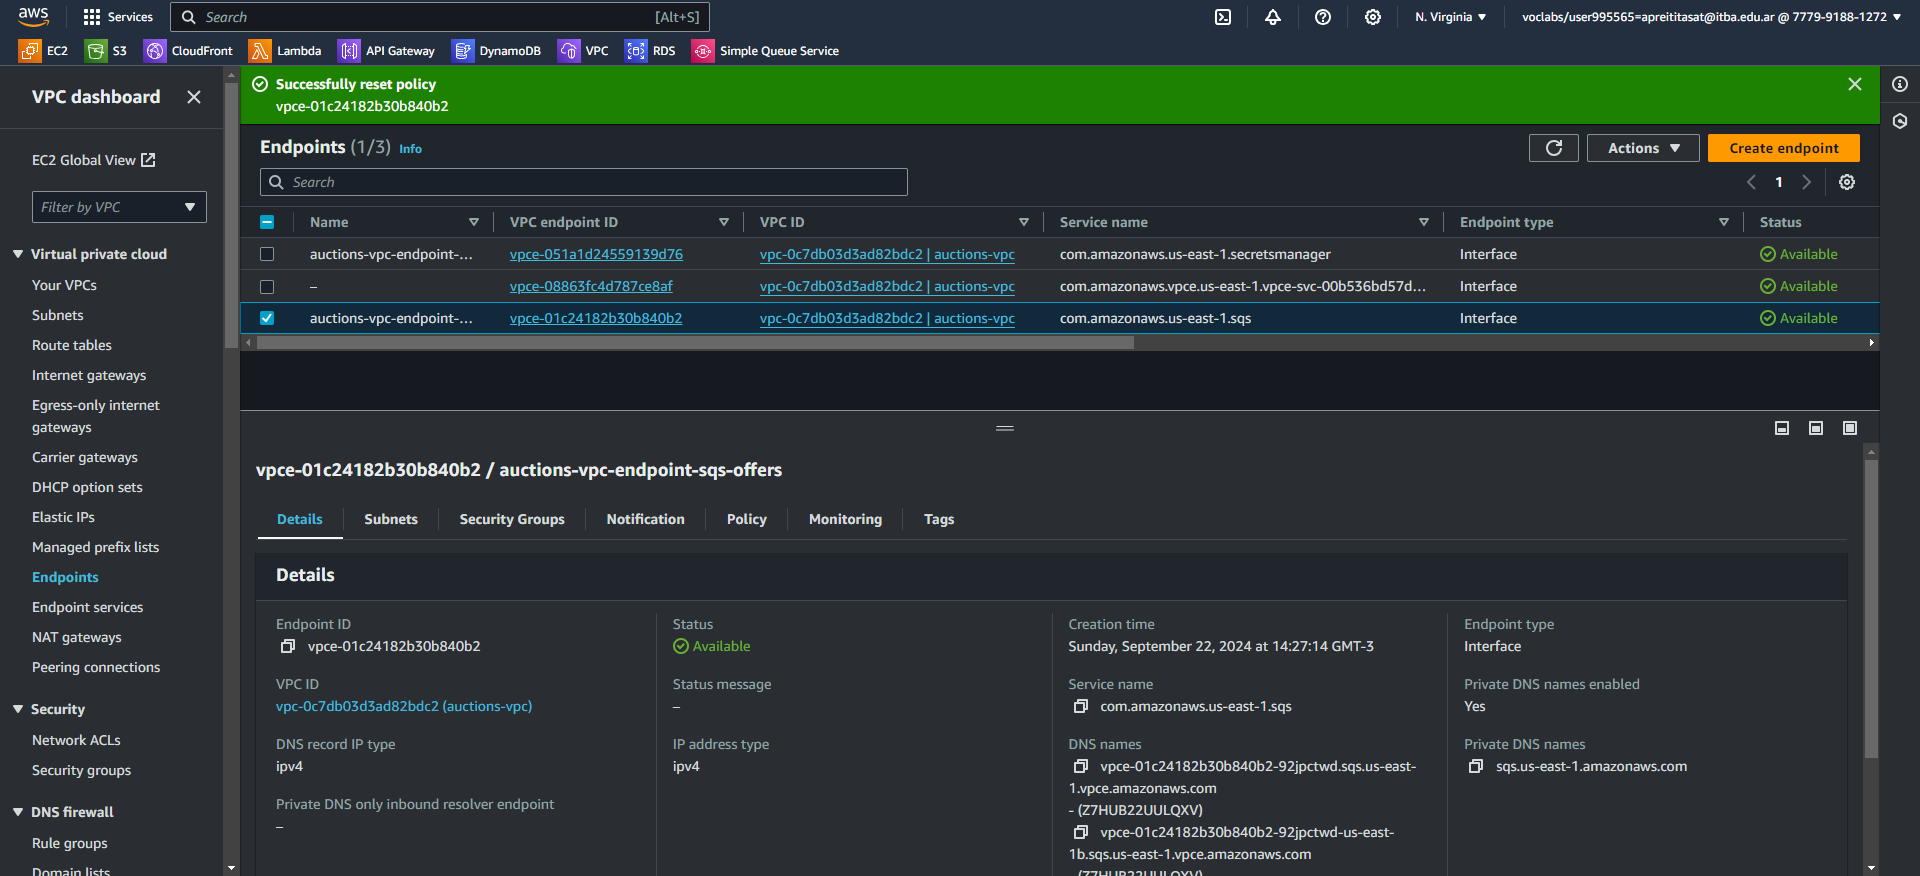 aws
Services
Search
[Alt+S]
N. Virginia
voclabs/user995565=apreititasat@itba.edu.ar @ 7779-9188-1272
EC2
S3
CloudFront
Lambda
API Gateway
DynamoDB
VPC
RDS
Simple Queue Service
VPC dashboard
EC2 Global View
Filter by VPC
Virtual private cloud
Your VPCs
Subnets
Route tables
Internet gateways
Egress-only internet
gateways
Carrier gateways
DHCP option sets
Elastic IPs
Managed prefix lists
Endpoints
Endpoint services
NAT gateways
Peering connections
Security
Network ACLs
Security groups
DNS firewall
Rule groups
Domain lists
Successfully reset policy
vpce-01c24182b30b840b2
Endpoints (1/3) Info
Actions
Create endpoint
Search
1
Name VPC endpoint ID VPC ID Service name Endpoint type Status
auctions-vpc-endpoint-... vpce-051a1d24559139d76 vpc-0c7db03d3ad82bdc2 | auctions-vpc com.amazonaws.us-east-1.secretsmanager Interface Available
– vpce-08863fc4d787ce8af vpc-0c7db03d3ad82bdc2 | auctions-vpc com.amazonaws.vpce.us-east-1.vpce-svc-00b536bd57d... Interface Available
auctions-vpc-endpoint-... vpce-01c24182b30b840b2 vpc-0c7db03d3ad82bdc2 | auctions-vpc com.amazonaws.us-east-1.sqs Interface Available
vpce-01c24182b30b840b2 / auctions-vpc-endpoint-sqs-offers
Details Subnets Security Groups Notification Policy Monitoring Tags
Details
Endpoint ID
vpce-01c24182b30b840b2
VPC ID
vpc-0c7db03d3ad82bdc2 (auctions-vpc)
DNS record IP type
ipv4
Private DNS only inbound resolver endpoint
–
Status
Available
Status message
–
IP address type
ipv4
Creation time
Sunday, September 22, 2024 at 14:27:14 GMT-3
Service name
com.amazonaws.us-east-1.sqs
DNS names
vpce-01c24182b30b840b2-92jpctwd.sqs.us-east-
1.vpce.amazonaws.com
- (Z7HUB22UULQXV)
vpce-01c24182b30b840b2-92jpctwd-us-east-
1b.sqs.us-east-1.vpce.amazonaws.com
- (Z7HUB22UULQXV)
Endpoint type
Interface
Private DNS names enabled
Yes
Private DNS names
sqs.us-east-1.amazonaws.com